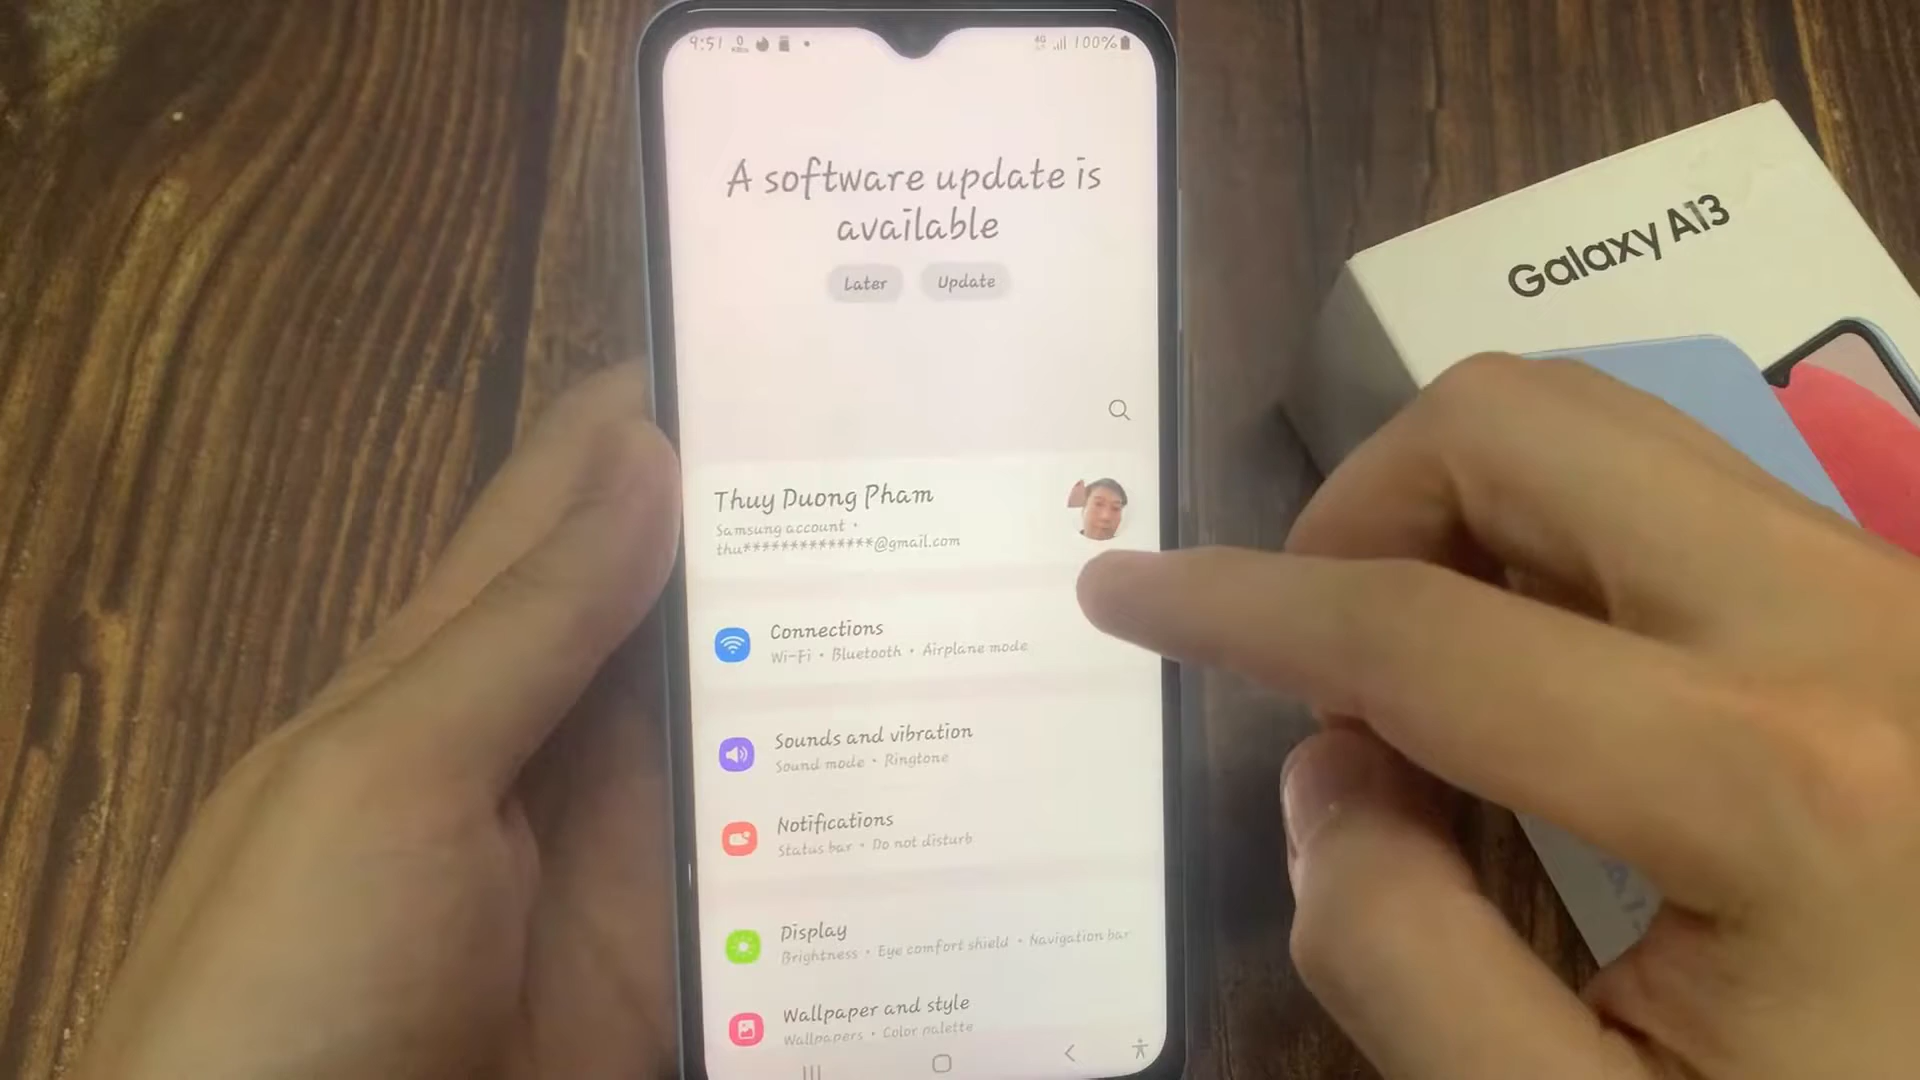 9:51
4G 100%
A software update is
available
Later Update
Thuy Duong Pham
Samsung account •
thu**************@gmail.com
Connections
Wi-Fi • Bluetooth • Airplane mode
Sounds and vibration
Sound mode • Ringtone
Notifications
Status bar • Do not disturb
Display
Brightness • Eye comfort shield • Navigation bar
Wallpaper and style
Wallpapers • Color palette
Galaxy A13